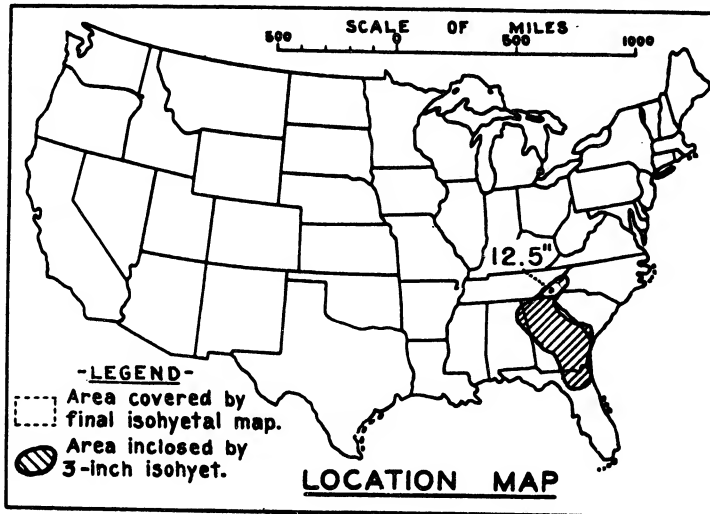 SCALE OF MILES
500 0 500 1000
12.5"
-LEGEND-
Area covered by
final isohyetal map.
Area inclosed by
3-inch isohyet.
LOCATION MAP